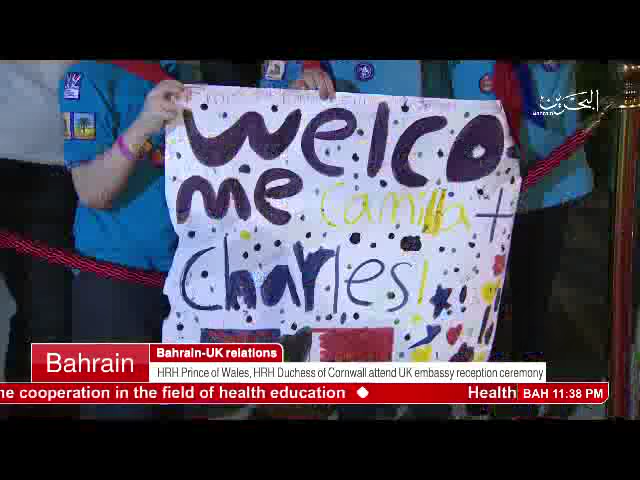 welco
me Camilla +
Charles!
البحرين
Bahrain
Bahrain-UK relations
HRH Prince of Wales, HRH Duchess of Cornwall attend UK embassy reception ceremony
he cooperation in the field of health education ◆ Health
BAH 11:38 PM